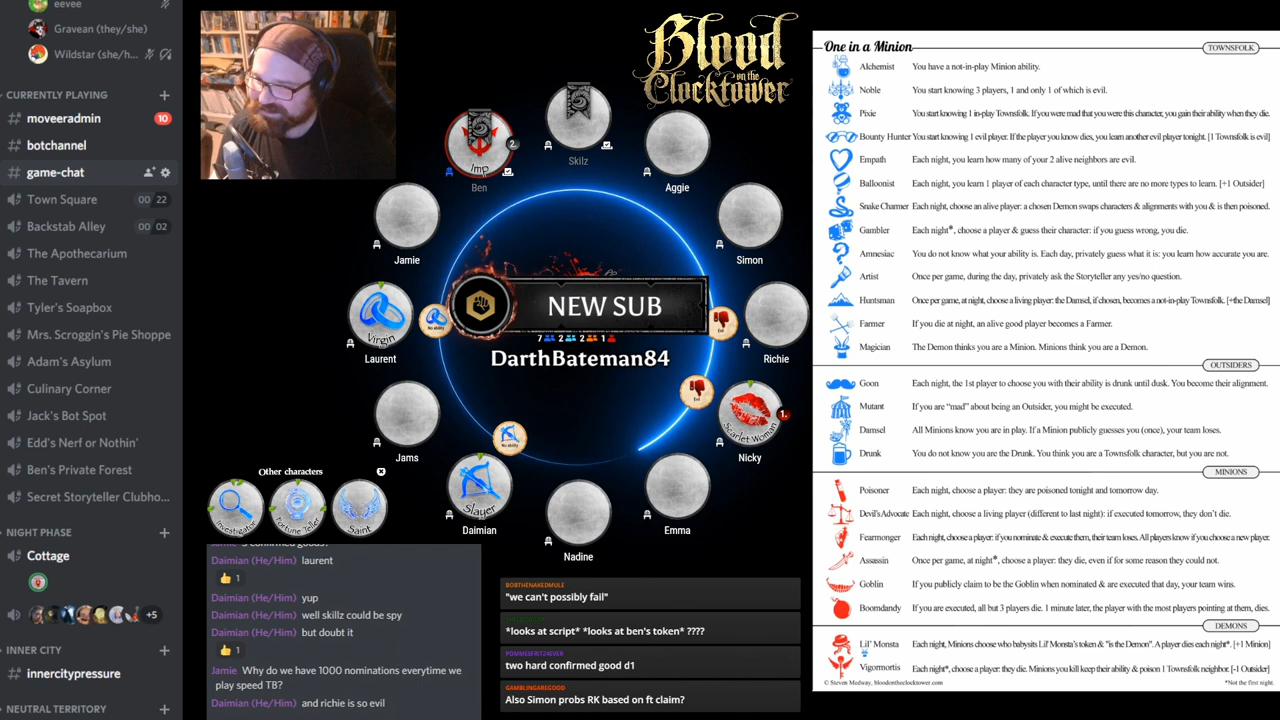 eevee
Gravean (they/she)
Wildstar (she/h...
CURRENT PLAYING
moveeradmin 10
botchannel
game-chat
Town Square 00 22
Backstab Alley 00 02
The Apothecarium
The Tavern
Tyler's Soapbox
Mrs. Scrogin's Pie Shoppe
Adam's Asylum
Culinary Corner
Jack's Bot Spot
Edd's Nerf or Nothin'
Ben's Private Forest
Secret Storyteller Clubho...
NIGHT PHASE
Cottage
+5
INNER CITY
innercitypressure
NEUTRAL TERRITORY
Blood
on the
Clocktower
Imp
2
Ben
Skilz
Aggie
Jamie
Simon
Virgin
Laurent
No ability
Richie
Evil
NEW SUB
7 2 2 1
DarthBateman84
Evil
Scarlet Woman
1
Nicky
Jams
No ability
Slayer
Daimian
Nadine
Emma
Other characters
Investigator
Fortune Teller
Saint
Daimian (He/Him) laurent
1
Daimian (He/Him) yup
Daimian (He/Him) well skillz could be spy
Daimian (He/Him) but doubt it
1
Jamie Why do we have 1000 nominations everytime we
play speed TB?
Daimian (He/Him) and richie is so evil
BOBTHENAKEDMULE
"we can't possibly fail"
*looks at script* *looks at ben's token* ????
POMMESFRIT24EVER
two hard confirmed good d1
GAMBLINGAREGOOD
Also Simon probs RK based on ft claim?
One in a Minion
TOWNSFOLK
Alchemist You have a not-in-play Minion ability.
Noble You start knowing 3 players, 1 and only 1 of which is evil.
Pixie You start knowing 1 in-play Townsfolk. If you were mad that you were this character, you gain their ability when they die.
Bounty Hunter You start knowing 1 evil player. If the player you know dies, you learn another evil player tonight. [1 Townsfolk is evil]
Empath Each night, you learn how many of your 2 alive neighbors are evil.
Balloonist Each night, you learn 1 player of each character type, until there are no more types to learn. [+1 Outsider]
Snake Charmer Each night, choose an alive player: a chosen Demon swaps characters & alignments with you & is then poisoned.
Gambler Each night*, choose a player & guess their character: if you guess wrong, you die.
Amnesiac You do not know what your ability is. Each day, privately guess what it is: you learn how accurate you are.
Artist Once per game, during the day, privately ask the Storyteller any yes/no question.
Huntsman Once per game, at night, choose a living player: the Damsel, if chosen, becomes a not-in-play Townsfolk. [+the Damsel]
Farmer If you die at night, an alive good player becomes a Farmer.
Magician The Demon thinks you are a Minion. Minions think you are a Demon.
OUTSIDERS
Goon Each night, the 1st player to choose you with their ability is drunk until dusk. You become their alignment.
Mutant If you are "mad" about being an Outsider, you might be executed.
Damsel All Minions know you are in play. If a Minion publicly guesses you (once), your team loses.
Drunk You do not know you are the Drunk. You think you are a Townsfolk character, but you are not.
MINIONS
Poisoner Each night, choose a player: they are poisoned tonight and tomorrow day.
Devil's Advocate Each night, choose a living player (different to last night): if executed tomorrow, they don't die.
Fearmonger Each night, choose a player: if you nominate & execute them, their team loses. All players know if you choose a new player.
Assassin Once per game, at night*, choose a player: they die, even if for some reason they could not.
Goblin If you publicly claim to be the Goblin when nominated & are executed that day, your team wins.
Boomdandy If you are executed, all but 3 players die. 1 minute later, the player with the most players pointing at them, dies.
DEMONS
Lil' Monsta Each night, Minions choose who babysits Lil' Monsta's token & "is the Demon". A player dies each night*. [+1 Minion]
Vigormortis Each night*, choose a player: they die. Minions you kill keep their ability & poison 1 Townsfolk neighbor. [-1 Outsider]
© Steven Medway, bloodontheclocktower.com
*Not the first night